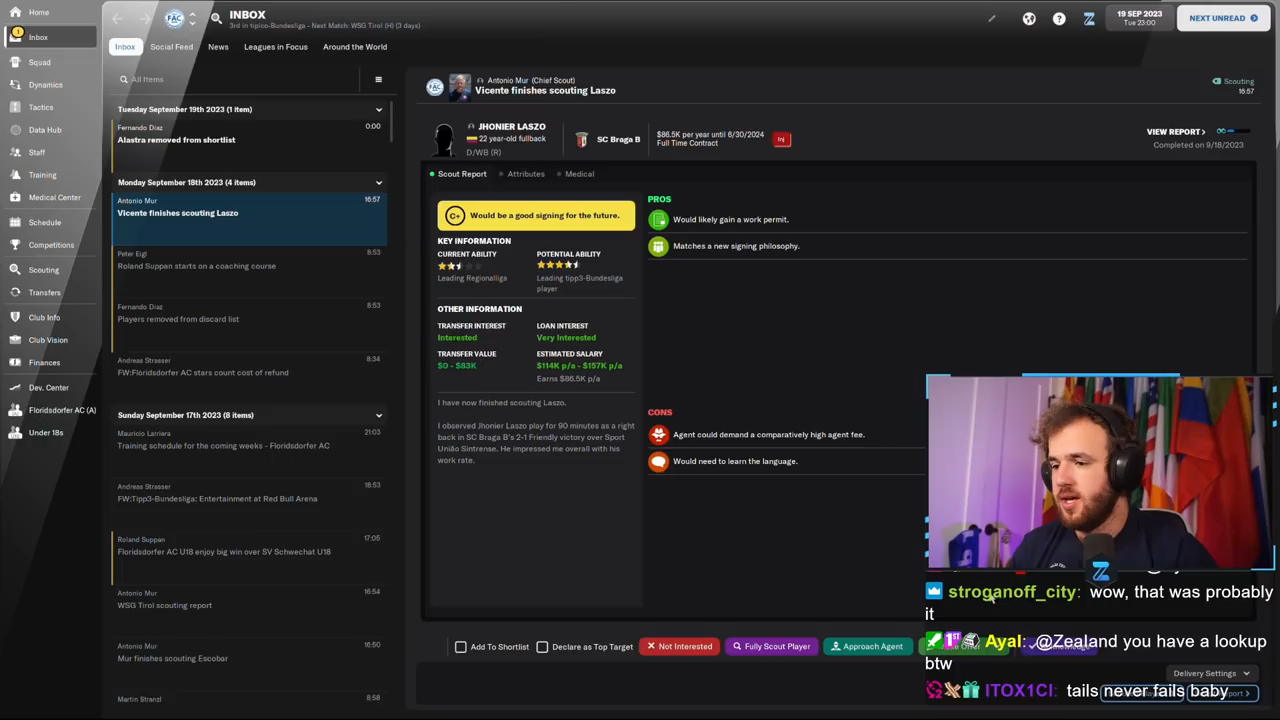 Home
Inbox
Squad
Dynamics
Tactics
Data Hub
Staff
Training
Medical Center
Schedule
Competitions
Scouting
Transfers
Club Info
Club Vision
Finances
Dev. Center
Floridsdorfer AC (A)
Under 18s
1
FAC
INBOX
3rd in tipico-Bundesliga - Next Match: WSG Tirol (H) (3 days)
19 SEP 2023
Tue 23:00
NEXT UNREAD
Inbox
Social Feed
News
Leagues in Focus
Around the World
All Items
Tuesday September 19th 2023 (1 item)
Fernando Diaz 0:00
Alastra removed from shortlist
Monday September 18th 2023 (4 items)
Antonio Mur 16:57
Vicente finishes scouting Laszo
Peter Eigl 8:53
Roland Suppan starts on a coaching course
Fernando Diaz 8:53
Players removed from discard list
Andreas Strasser 8:34
FW:Floridsdorfer AC stars count cost of refund
Sunday September 17th 2023 (8 items)
Mauricio Larriera 21:03
Training schedule for the coming weeks - Floridsdorfer AC
Andreas Strasser 18:53
FW:Tipp3-Bundesliga: Entertainment at Red Bull Arena
Roland Suppan 17:05
Floridsdorfer AC U18 enjoy big win over SV Schwechat U18
Antonio Mur 16:54
WSG Tirol scouting report
Antonio Mur 16:50
Mur finishes scouting Escobar
Martin Stranzl 8:58
FAC
Antonio Mur (Chief Scout)
Vicente finishes scouting Laszo
Scouting
16:57
JHONIER LASZO
22 year-old fullback
D/WB (R)
SC Braga B
$86.5K per year until 6/30/2024
Full Time Contract
Inj
VIEW REPORT
Completed on 9/18/2023
Scout Report
Attributes
Medical
C+ Would be a good signing for the future.
KEY INFORMATION
CURRENT ABILITY
Leading Regionalliga
POTENTIAL ABILITY
Leading tipp3-Bundesliga
player
OTHER INFORMATION
TRANSFER INTEREST
Interested
LOAN INTEREST
Very Interested
TRANSFER VALUE
$0 - $83K
ESTIMATED SALARY
$114K p/a - $157K p/a
Earns $86.5K p/a
I have now finished scouting Laszo.
I observed Jhonier Laszo play for 90 minutes as a right
back in SC Braga B's 2-1 Friendly victory over Sport
União Sintrense. He impressed me overall with his
work rate.
PROS
Would likely gain a work permit.
Matches a new signing philosophy.
CONS
Agent could demand a comparatively high agent fee.
Would need to learn the language.
Add To Shortlist
Declare as Top Target
Not Interested
Fully Scout Player
Approach Agent
Delivery Settings
stroganoff_city: wow, that was probably
it
Ayal: @Zealand you have a lookup
btw
ITOX1CI: tails never fails baby